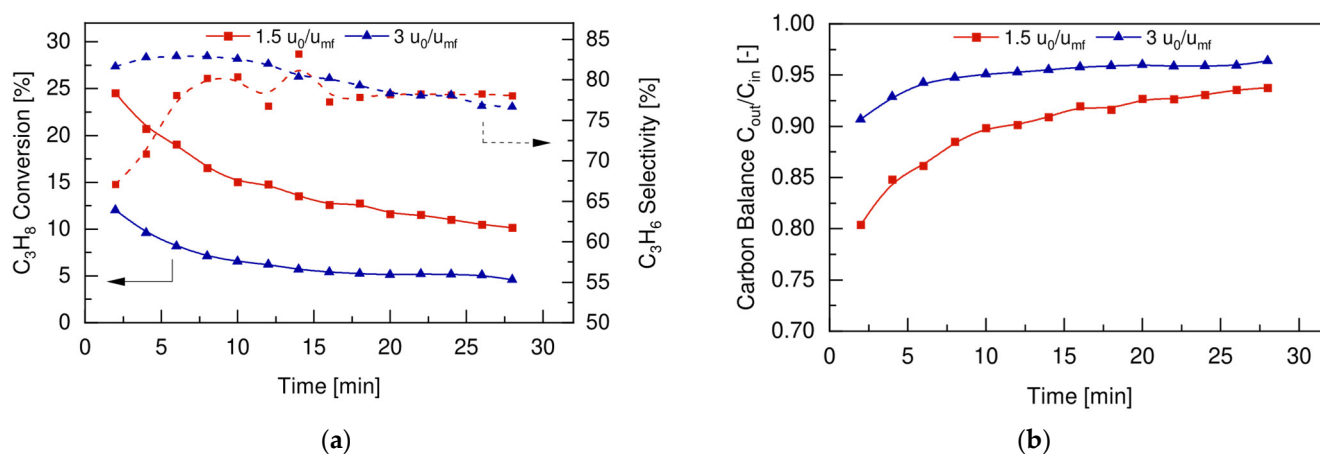 1.5 u0/umf
3 u0/umf
C3H8 Conversion [%]
30
25
20
15
10
5
0
C3H6 Selectivity [%]
85
80
75
70
65
60
55
50
0 5 10 15 20 25 30
Time [min]
(a)
1.5 u0/umf
3 u0/umf
Carbon Balance Cout/Cin [-]
1.00
0.95
0.90
0.85
0.80
0.75
0.70
0 5 10 15 20 25 30
Time [min]
(b)